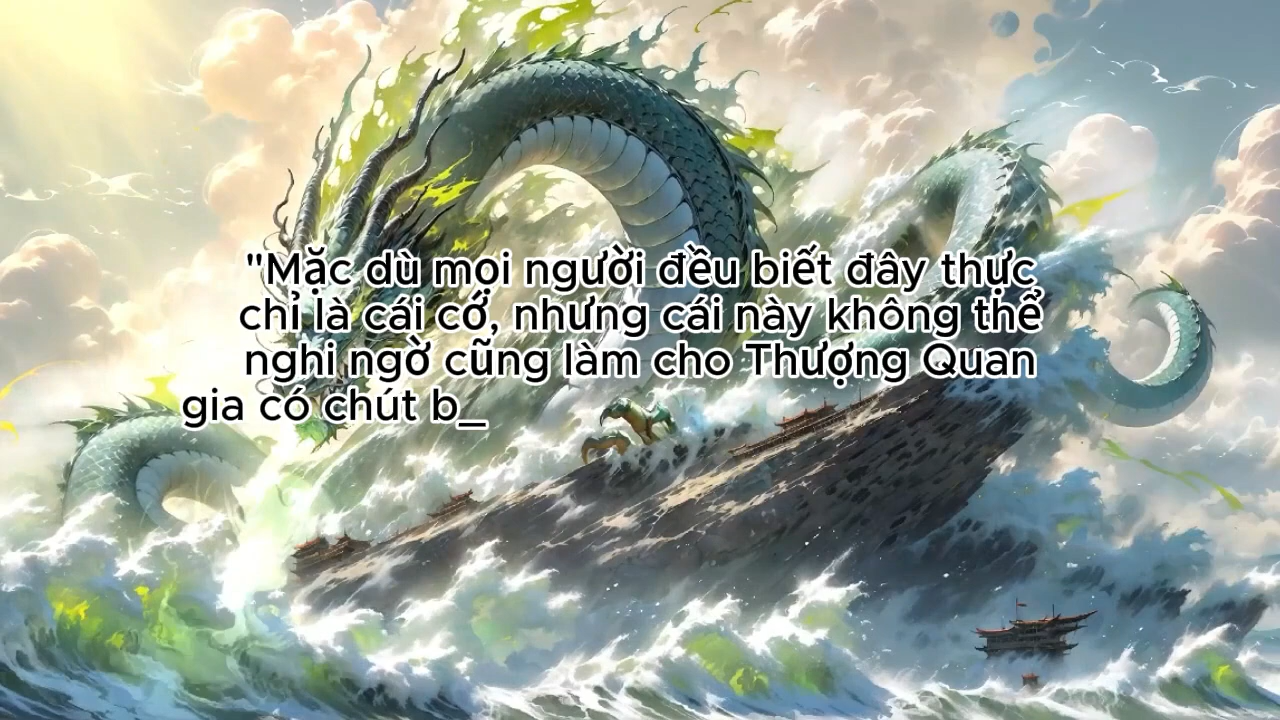 "Mặc dù mọi người đều biết đây thực
chỉ là cái cớ, nhưng cái này không thể
nghi ngờ cũng làm cho Thượng Quan
gia có chút b_